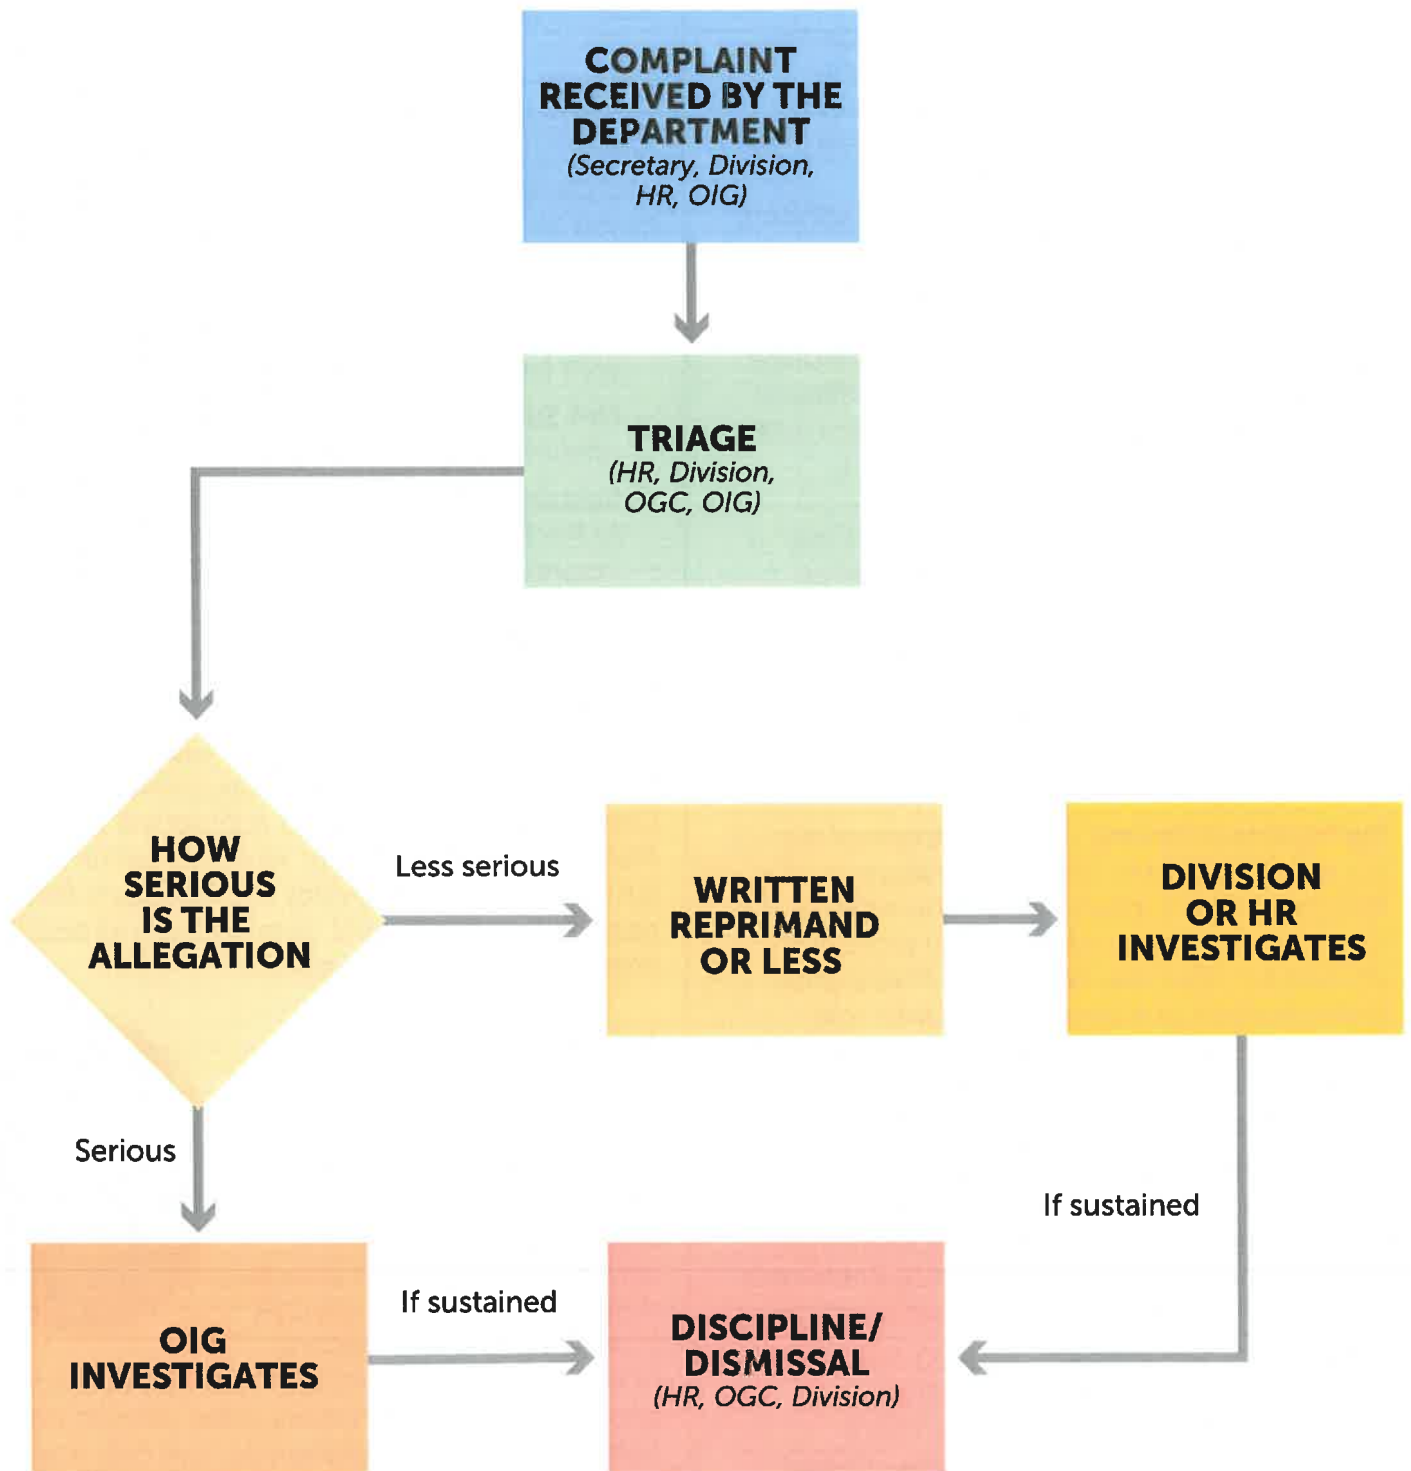 COMPLAINT
RECEIVED BY THE
DEPARTMENT
(Secretary, Division,
HR, OIG)
TRIAGE
(HR, Division,
OGC, OIG)
HOW
SERIOUS
IS THE
ALLEGATION
Less serious
WRITTEN
REPRIMAND
OR LESS
DIVISION
OR HR
INVESTIGATES
Serious
If sustained
OIG
INVESTIGATES
If sustained
DISCIPLINE/
DISMISSAL
(HR, OGC, Division)